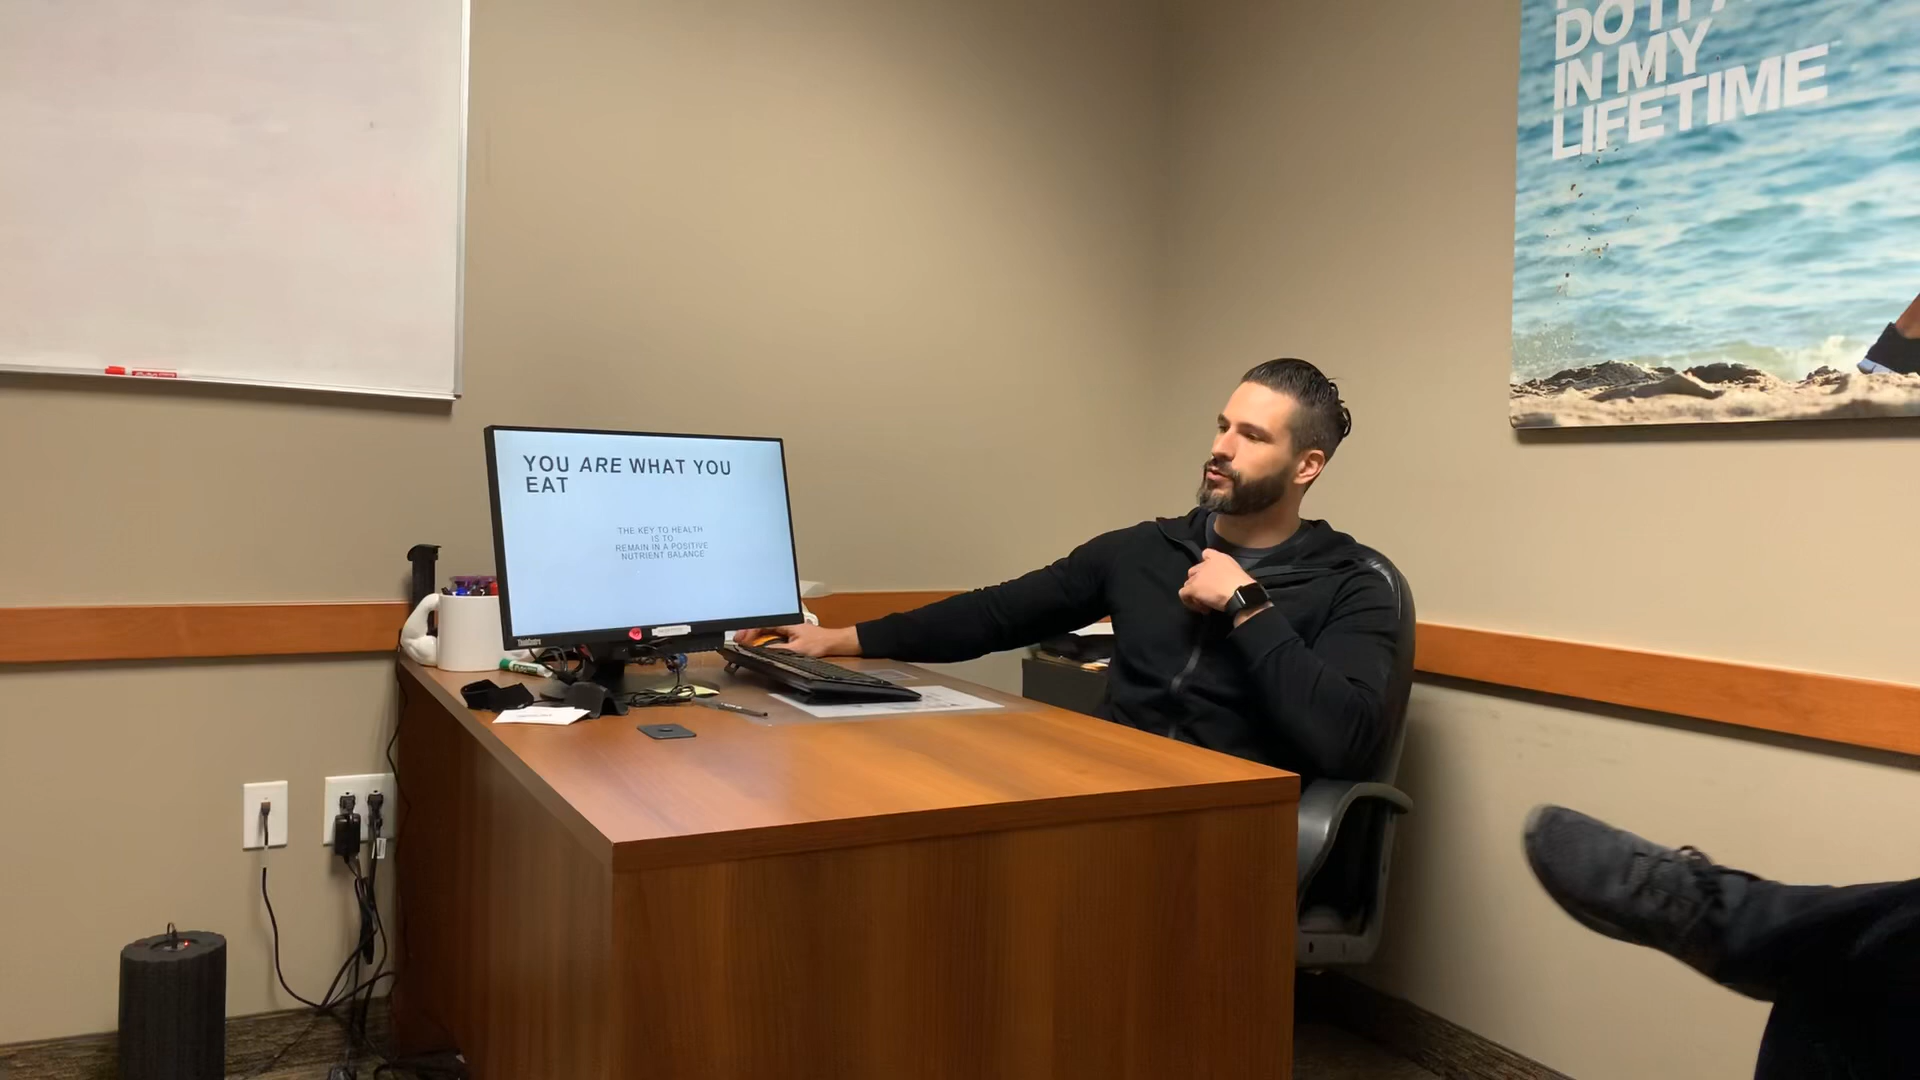 DO IT
IN MY
LIFETIME
YOU ARE WHAT YOU
EAT
THE KEY TO HEALTH
IS TO
REMAIN IN A POSITIVE
NUTRIENT BALANCE
ThinkCentre